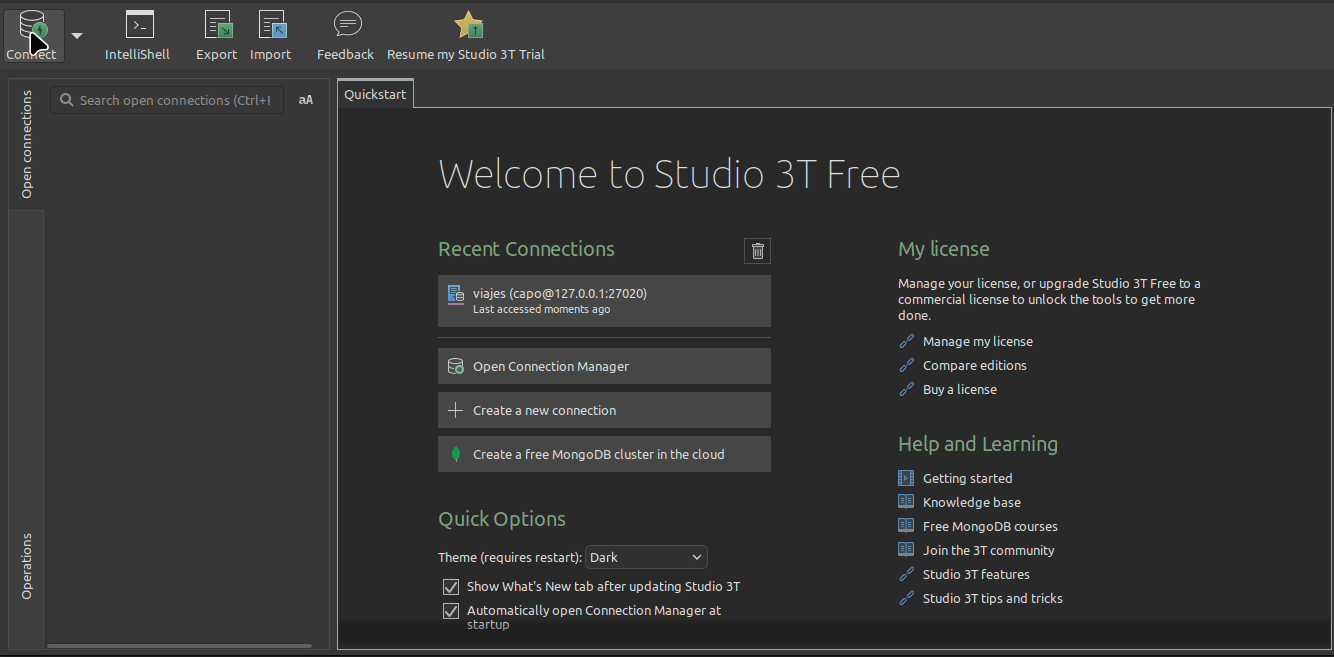 Connect
IntelliShell
Export
Import
Feedback
Resume my Studio 3T Trial
Open connections
Search open connections (Ctrl+F
aA
Quickstart
Welcome to Studio 3T Free
Recent Connections
viajes (capo@127.0.0.1:27020)
Last accessed moments ago
Open Connection Manager
Create a new connection
Create a free MongoDB cluster in the cloud
Quick Options
Theme (requires restart): Dark
Show What's New tab after updating Studio 3T
Automatically open Connection Manager at
startup
My license
Manage your license, or upgrade Studio 3T Free to a
commercial license to unlock the tools to get more
done.
Manage my license
Compare editions
Buy a license
Help and Learning
Getting started
Knowledge base
Free MongoDB courses
Join the 3T community
Studio 3T features
Studio 3T tips and tricks
Operations